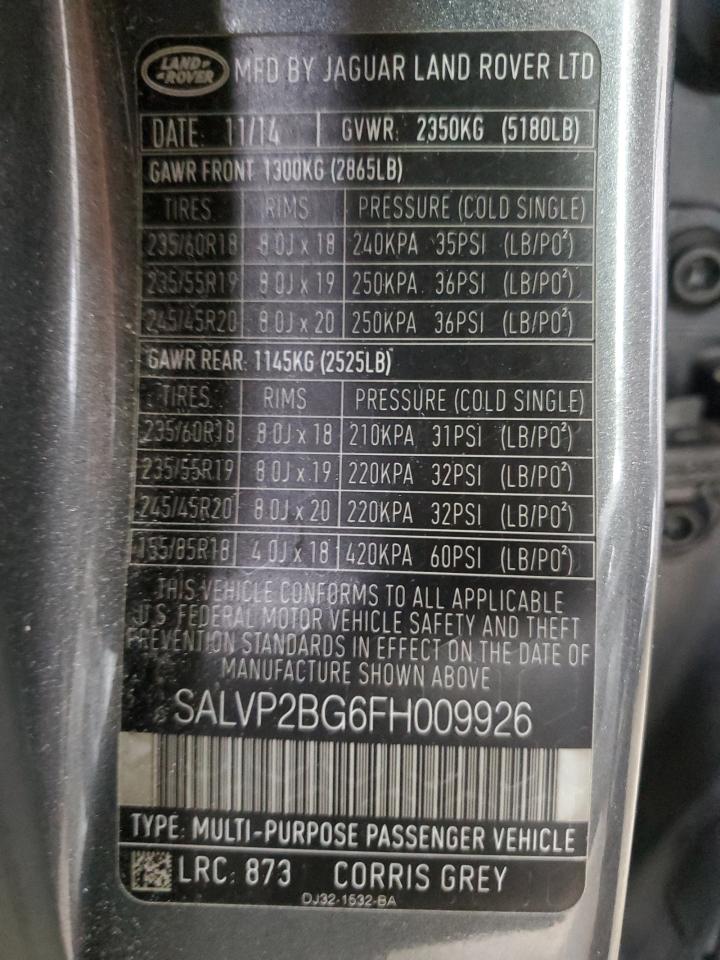 LAND ROVER MFD BY JAGUAR LAND ROVER LTD
DATE: 11/14 GVWR: 2350KG (5180LB)
GAWR FRONT 1300KG (2865LB)
TIRES RIMS PRESSURE (COLD SINGLE)
235/60R18 8.0J x 18 240KPA 35PSI (LB/PO²)
235/55R19 8.0J x 19 250KPA 36PSI (LB/PO²)
245/45R20 8.0J x 20 250KPA 36PSI (LB/PO²)
GAWR REAR: 1145KG (2525LB)
TIRES RIMS PRESSURE (COLD SINGLE)
235/60R18 8.0J x 18 210KPA 31PSI (LB/PO²)
235/55R19 8.0J x 19 220KPA 32PSI (LB/PO²)
245/45R20 8.0J x 20 220KPA 32PSI (LB/PO²)
155/85R18 4.0J x 18 420KPA 60PSI (LB/PO²)
THIS VEHICLE CONFORMS TO ALL APPLICABLE
U.S. FEDERAL MOTOR VEHICLE SAFETY AND THEFT
PREVENTION STANDARDS IN EFFECT ON THE DATE OF
MANUFACTURE SHOWN ABOVE
SALVP2BG6FH009926
TYPE: MULTI-PURPOSE PASSENGER VEHICLE
LRC: 873 CORRIS GREY
DJ32-1532-BA